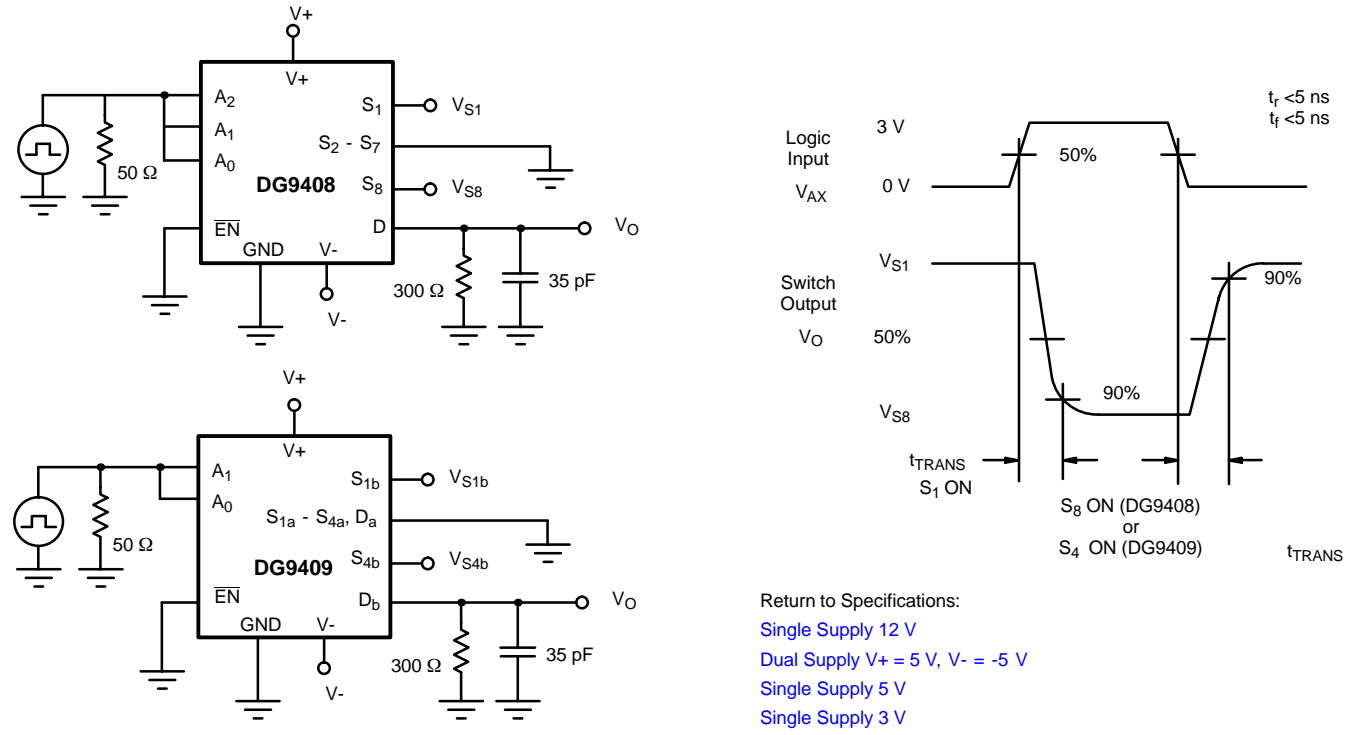 V+
V+
A2
A1
A0
50 Ω
S1
VS1
S2 - S7
DG9408
S8
VS8
EN
D
VO
GND
V-
300 Ω
35 pF
V-
V+
V+
A1
A0
50 Ω
S1b
VS1b
S1a - S4a, Da
DG9409
S4b
VS4b
EN
Db
VO
GND
V-
300 Ω
35 pF
V-
tr <5 ns
tf <5 ns
Logic
Input
VAX
3 V
50%
0 V
VS1
Switch
Output
VO
50%
90%
90%
VS8
tTRANS
S1 ON
S8 ON (DG9408)
or
S4 ON (DG9409)
tTRANS
Return to Specifications:
Single Supply 12 V
Dual Supply V+ = 5 V, V- = -5 V
Single Supply 5 V
Single Supply 3 V